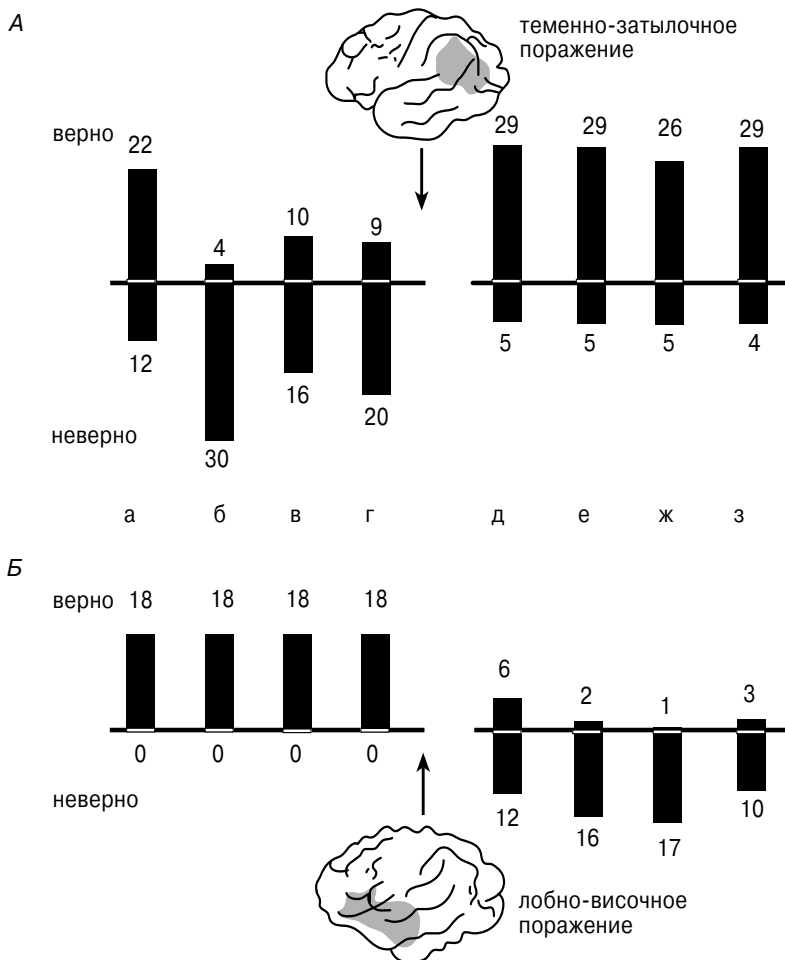 А
теменно-затылочное
поражение
верно
22
4
10
9
29
29
26
29
12
30
16
20
5
5
5
4
неверно
а б в г д е ж з
Б
верно 18 18 18 18
6
2
1
3
0 0 0 0
неверно
12
16
17
10
лобно-височное
поражение